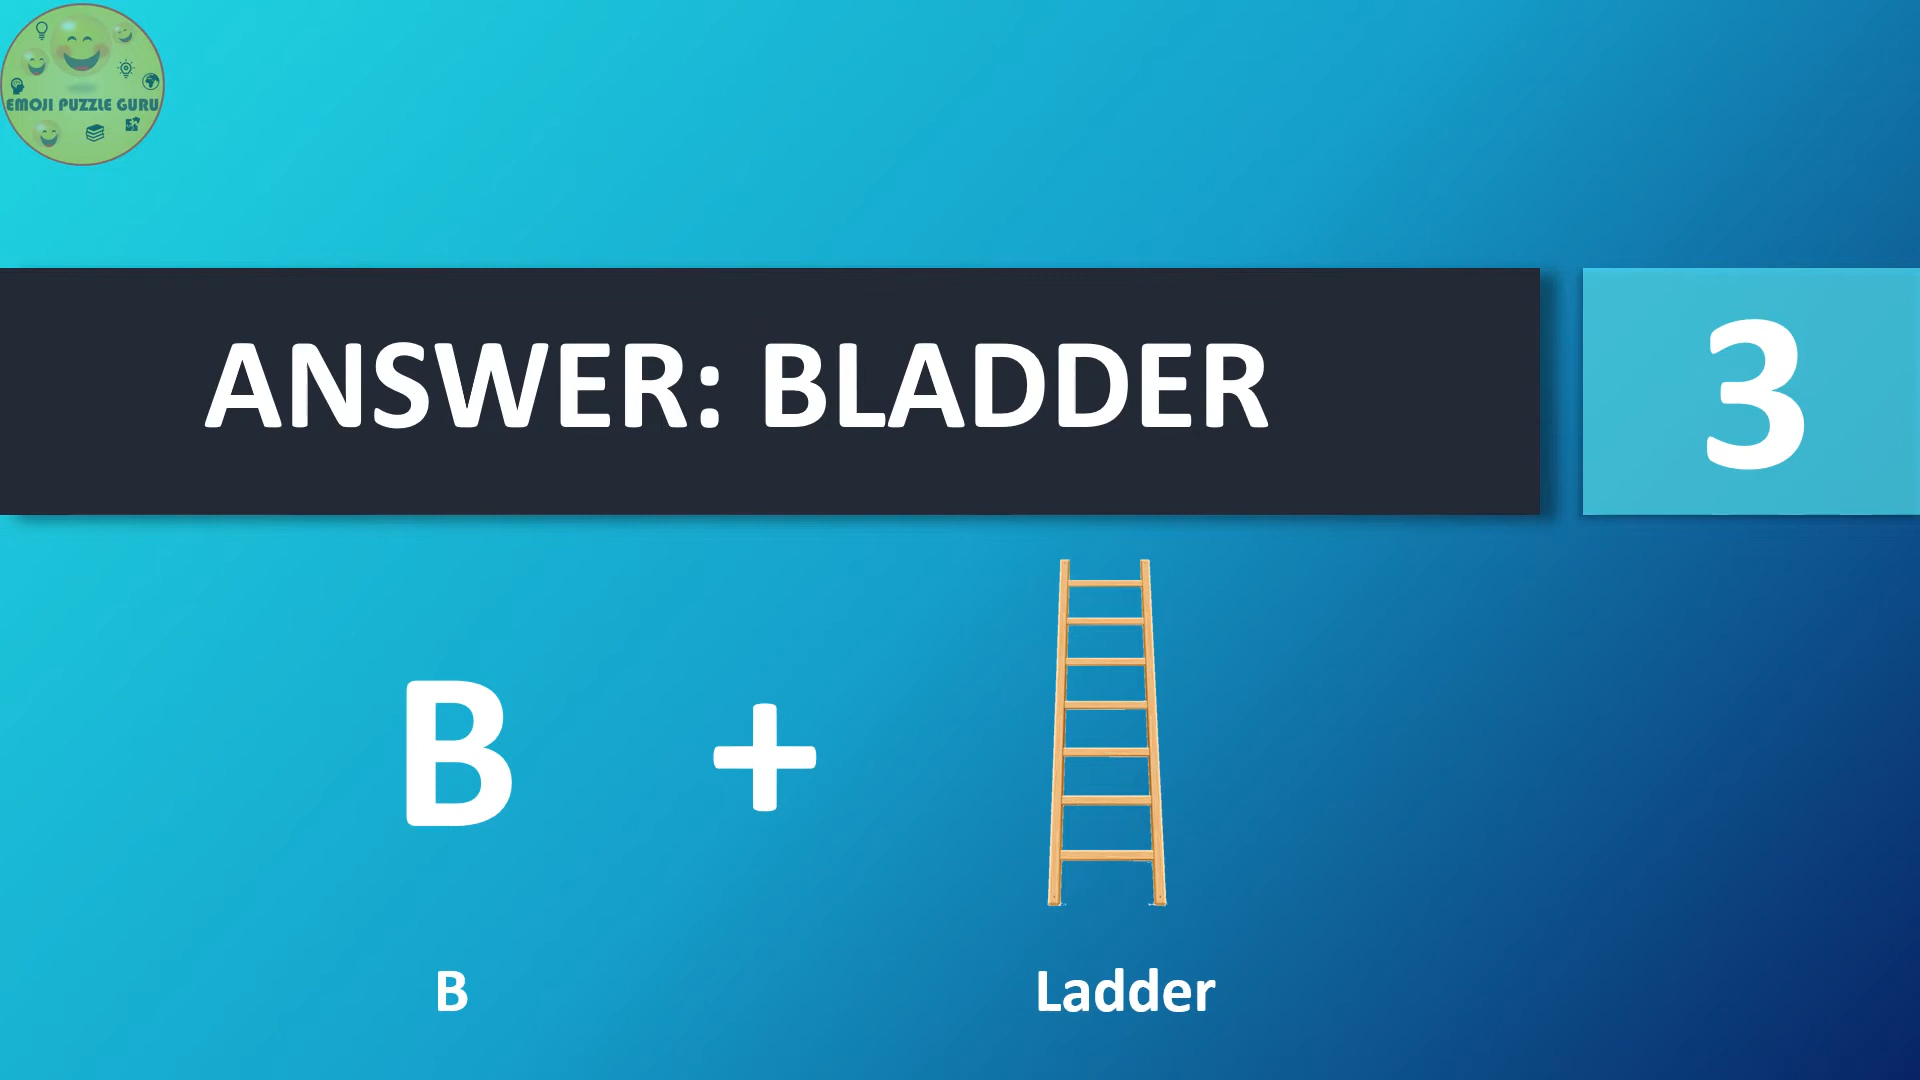 EMOJI PUZZLE GURU
ANSWER: BLADDER
3
B +
B
Ladder